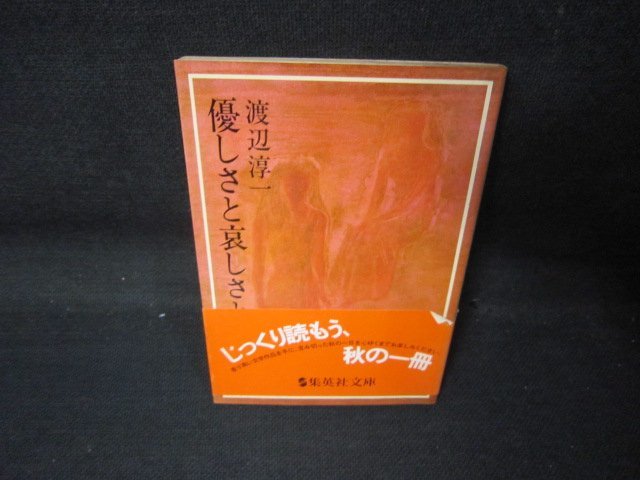 渡辺淳一
優しさと哀しさと
じっくり読もう、
秋の一冊
集英社文庫